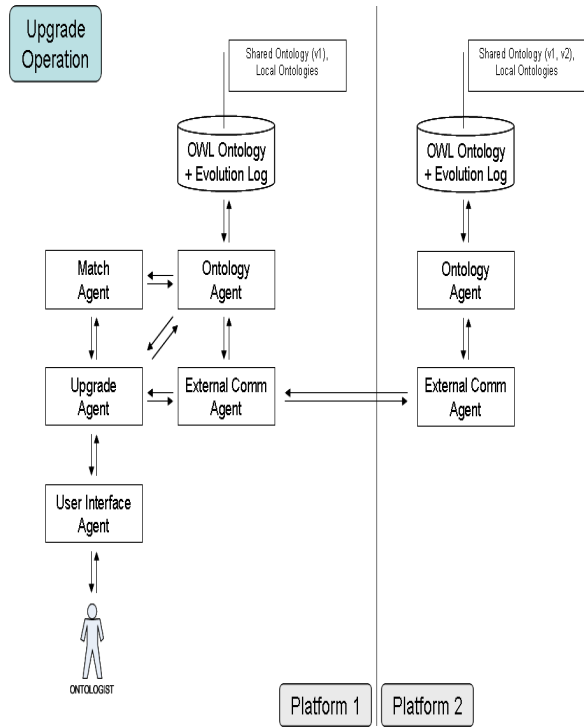 Upgrade
Operation
Shared Ontology (v1),
Local Ontologies
Shared Ontology (v1, v2),
Local Ontologies
OWL Ontology
+ Evolution Log
OWL Ontology
+ Evolution Log
Match
Agent
Ontology
Agent
Ontology
Agent
Upgrade
Agent
External Comm
Agent
External Comm
Agent
User Interface
Agent
ONTOLOGIST
Platform 1
Platform 2